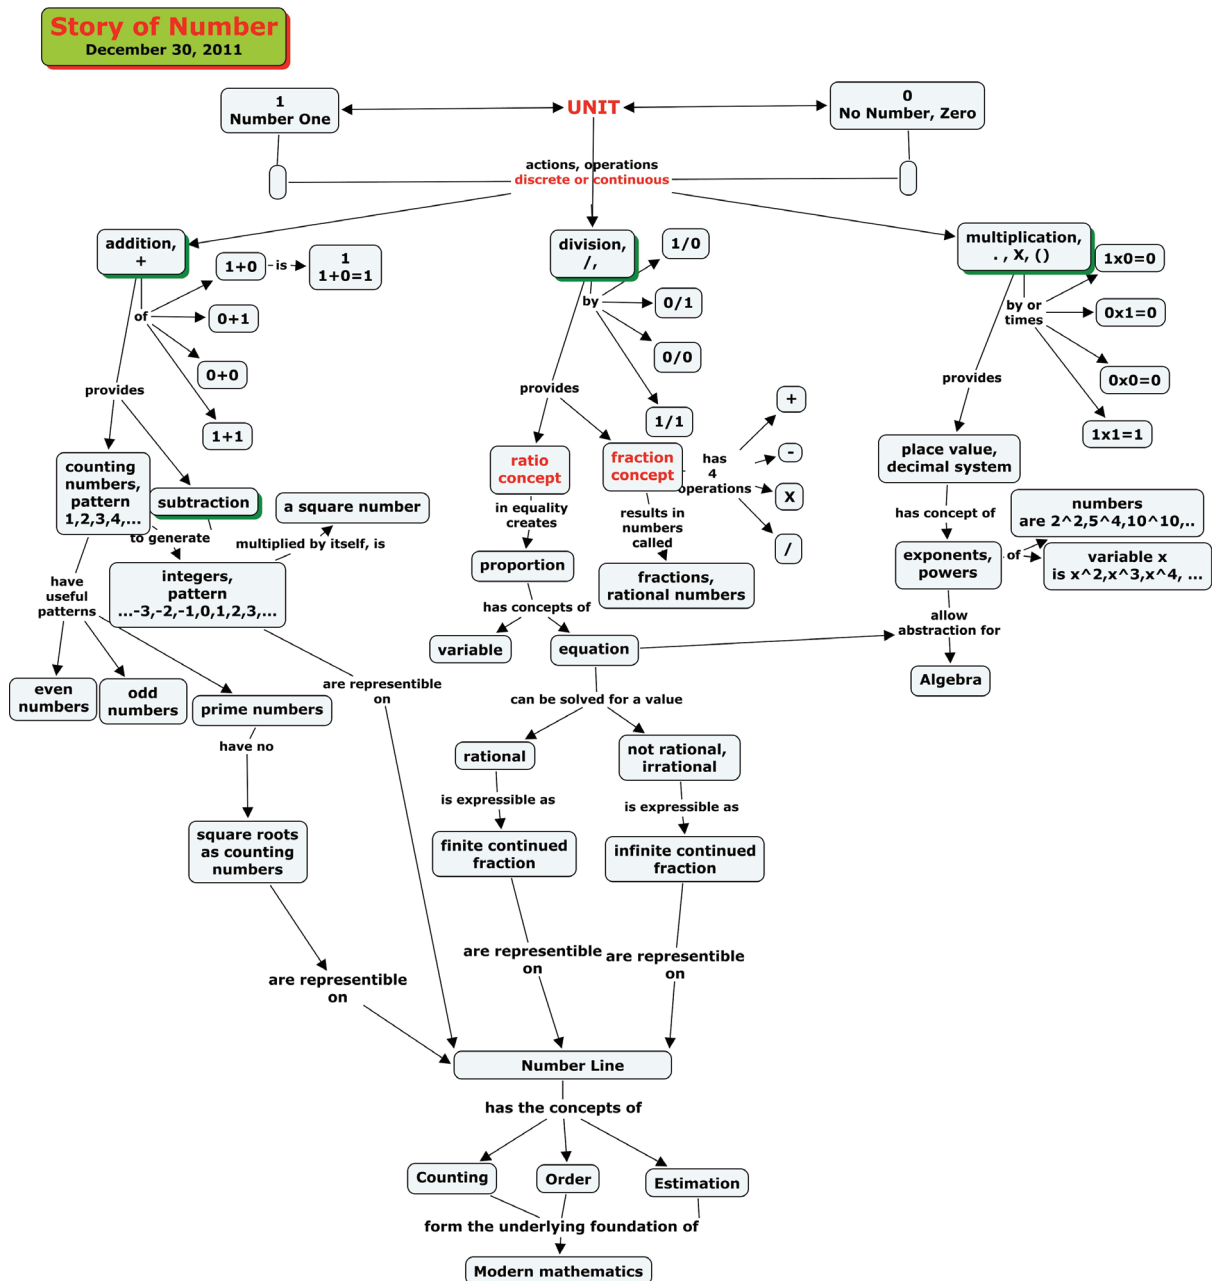 Story of Number
December 30, 2011
1
Number One
UNIT
0
No Number, Zero
actions, operations
discrete or continuous
addition,
+
division,
/,
multiplication,
. , X, ()
1+0
is
1
1+0=1
of
0+1
0+0
1+1
provides
1/0
by
0/1
0/0
1/1
provides
1x0=0
by or
times
0x1=0
0x0=0
1x1=1
provides
counting
numbers,
pattern
1,2,3,4,...
subtraction
to generate
a square number
multiplied by itself, is
integers,
pattern
...-3,-2,-1,0,1,2,3,...
have
useful
patterns
even
numbers
odd
numbers
prime numbers
have no
square roots
as counting
numbers
are representible
on
are representible
on
ratio
concept
fraction
concept
has
4
operations
+
-
X
/
in equality
creates
results in
numbers
called
proportion
fractions,
rational numbers
has concepts of
variable
equation
can be solved for a value
rational
not rational,
irrational
is expressible as
is expressible as
finite continued
fraction
infinite continued
fraction
are representible
on
are representible
on
place value,
decimal system
has concept of
numbers
are 2^2,5^4,10^10,..
exponents,
powers
of
variable x
is x^2,x^3,x^4, ...
allow
abstraction for
Algebra
Number Line
has the concepts of
Counting
Order
Estimation
form the underlying foundation of
Modern mathematics